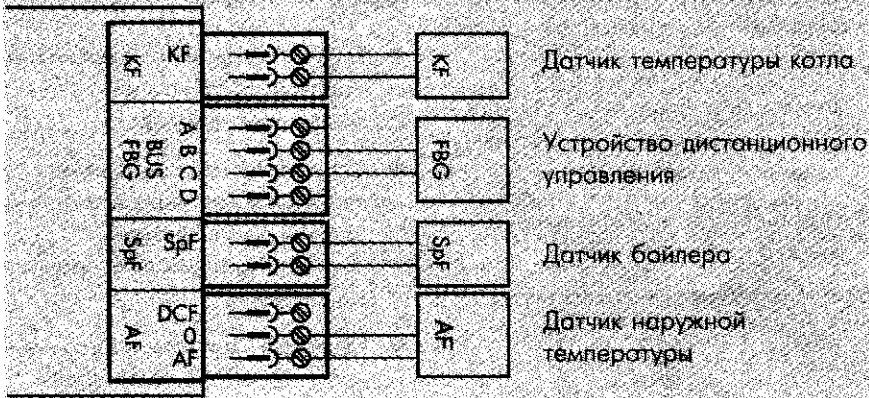 KF KF KF Датчик температуры котла
FBG BUS A B C D FBG Устройство дистанционного
управления
SpF SpF SpF Датчик байлера
DCF Датчик наружной
AF 0 AF температуры
AF